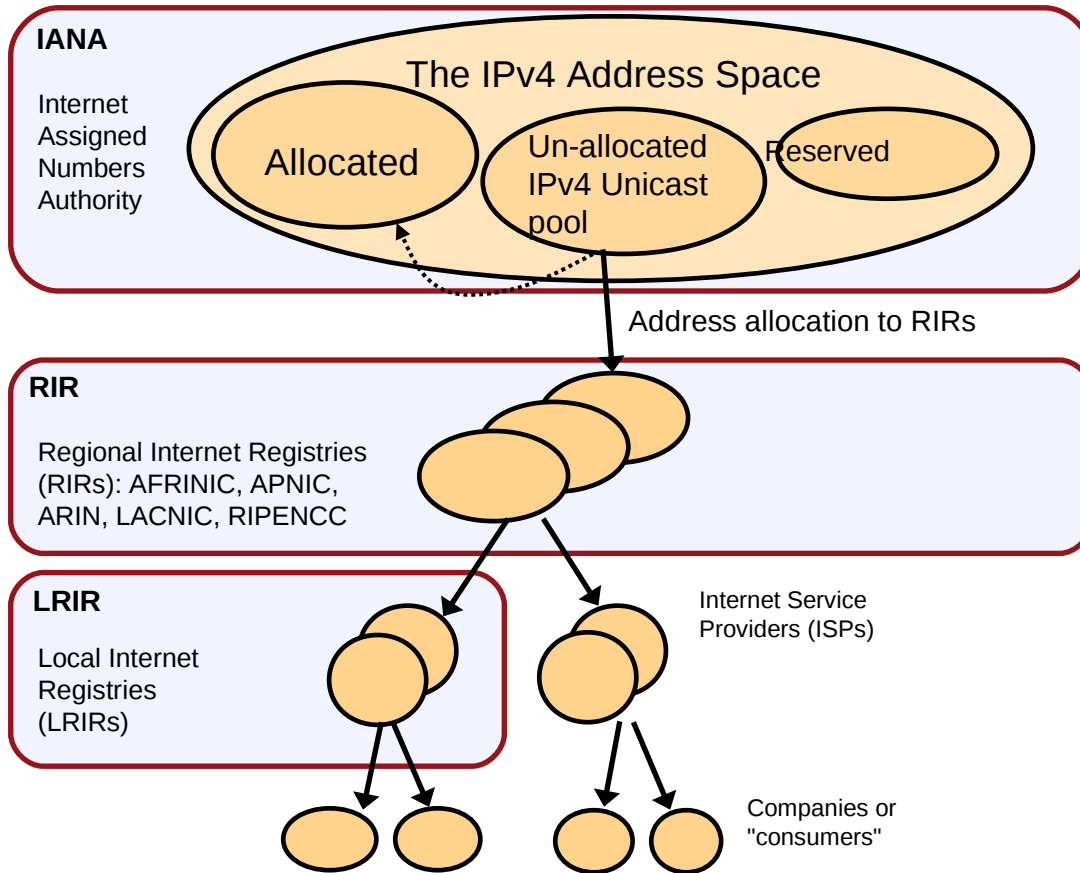 IANA
Internet
Assigned
Numbers
Authority
The IPv4 Address Space
Allocated
Un-allocated
IPv4 Unicast
pool
Reserved
Address allocation to RIRs
RIR
Regional Internet Registries
(RIRs): AFRINIC, APNIC,
ARIN, LACNIC, RIPENCC
LRIR
Local Internet
Registries
(LRIRs)
Internet Service
Providers (ISPs)
Companies or
"consumers"